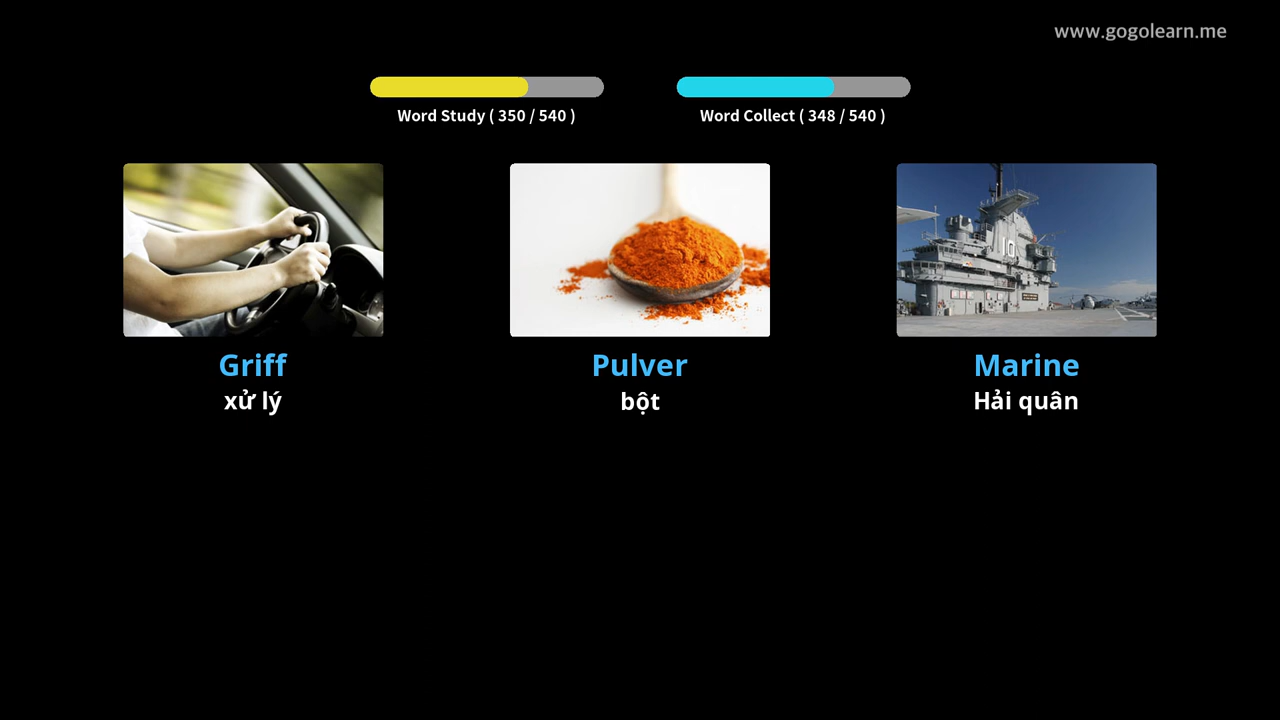 www.gogolearn.me
Word Study ( 350 / 540 )
Word Collect ( 348 / 540 )
10
Griff
Pulver
Marine
xử lý
bột
Hải quân